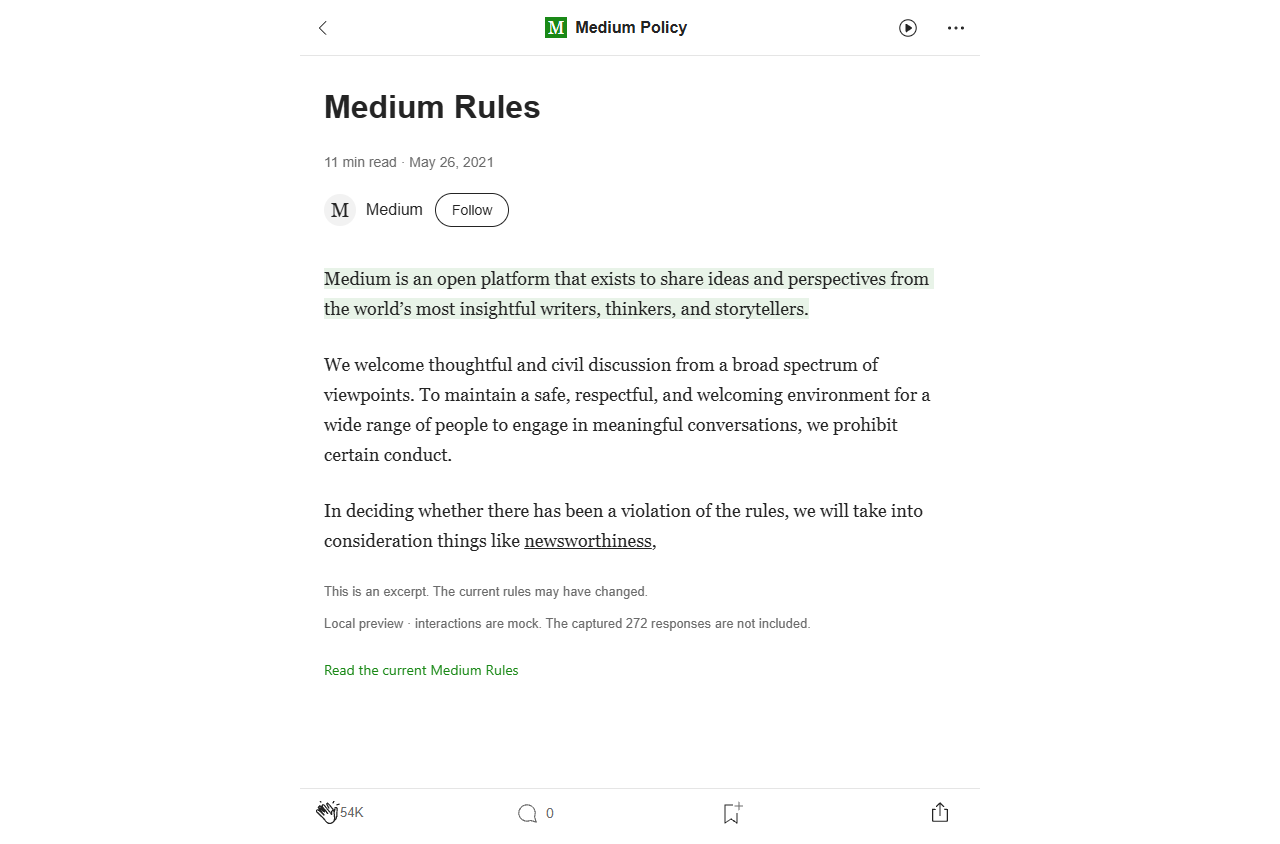 M Medium Policy
Medium Rules
11 min read · May 26, 2021
M Medium Follow
Medium is an open platform that exists to share ideas and perspectives from
the world’s most insightful writers, thinkers, and storytellers.
We welcome thoughtful and civil discussion from a broad spectrum of
viewpoints. To maintain a safe, respectful, and welcoming environment for a
wide range of people to engage in meaningful conversations, we prohibit
certain conduct.
In deciding whether there has been a violation of the rules, we will take into
consideration things like newsworthiness,
This is an excerpt. The current rules may have changed.
Local preview · interactions are mock. The captured 272 responses are not included.
Read the current Medium Rules
54K 0